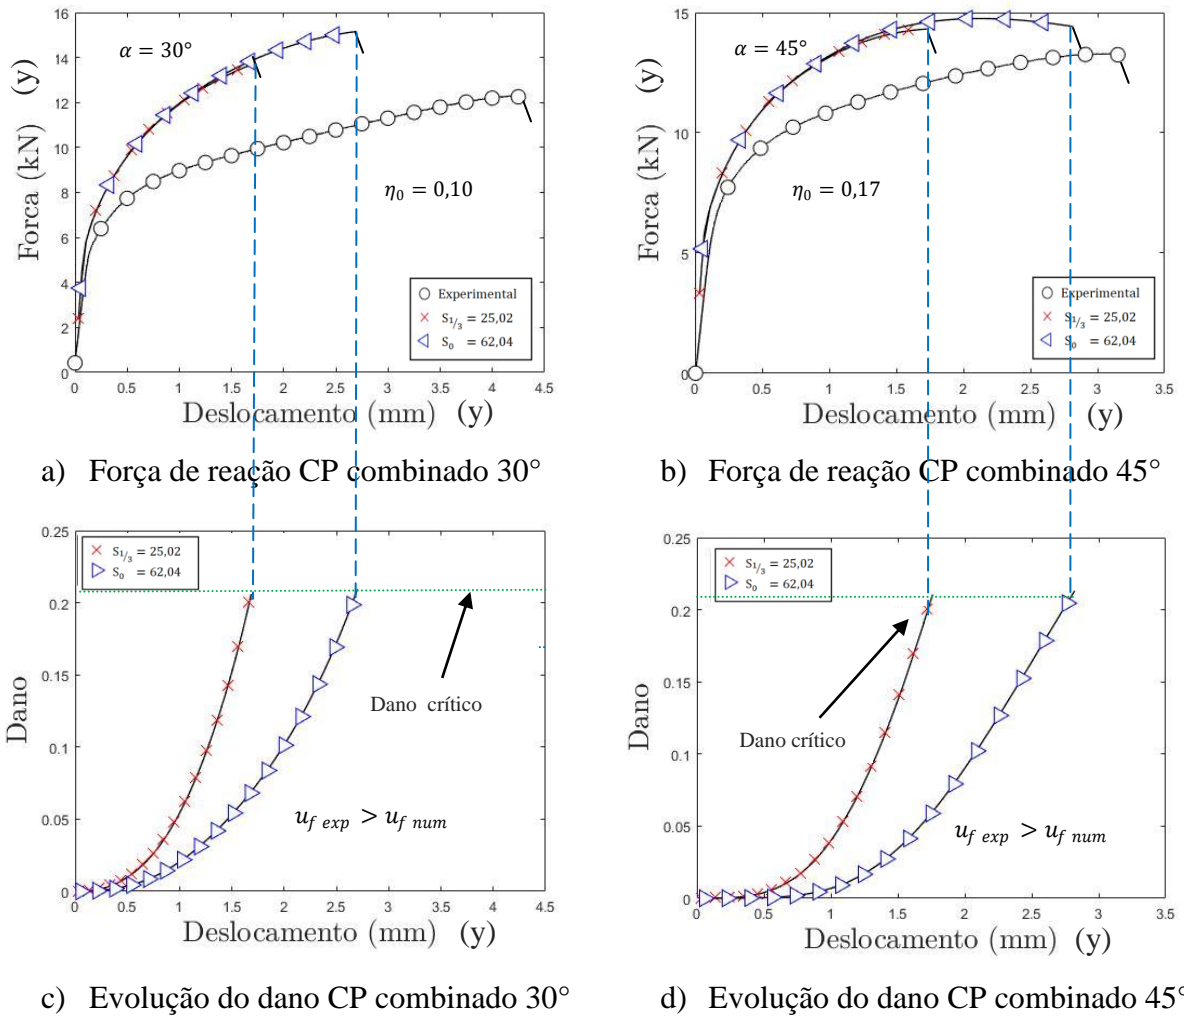 16
14
12
10
8
6
4
2
0
0
0.5
1
1.5
2
2.5
3
3.5
4
4.5
Força (kN) (y)
α = 30°
η₀ = 0,10
Experimental
S₁/₃ = 25,02
S₀ = 62,04
Deslocamento (mm) (y)
a) Força de reação CP combinado 30°
15
10
5
0
0
0.5
1
1.5
2
2.5
3
3.5
Força (kN) (y)
α = 45°
η₀ = 0,17
Experimental
S₁/₃ = 25,02
S₀ = 62,04
Deslocamento (mm) (y)
b) Força de reação CP combinado 45°
0.25
0.2
0.15
0.1
0.05
0
0
0.5
1
1.5
2
2.5
3
3.5
4
4.5
Dano
S₁/₃ = 25,02
S₀ = 62,04
Dano crítico
u_f exp > u_f num
Deslocamento (mm) (y)
c) Evolução do dano CP combinado 30°
0.25
0.2
0.15
0.1
0.05
0
0
0.5
1
1.5
2
2.5
3
3.5
Dano
S₁/₃ = 25,02
S₀ = 62,04
Dano crítico
u_f exp > u_f num
Deslocamento (mm) (y)
d) Evolução do dano CP combinado 45°